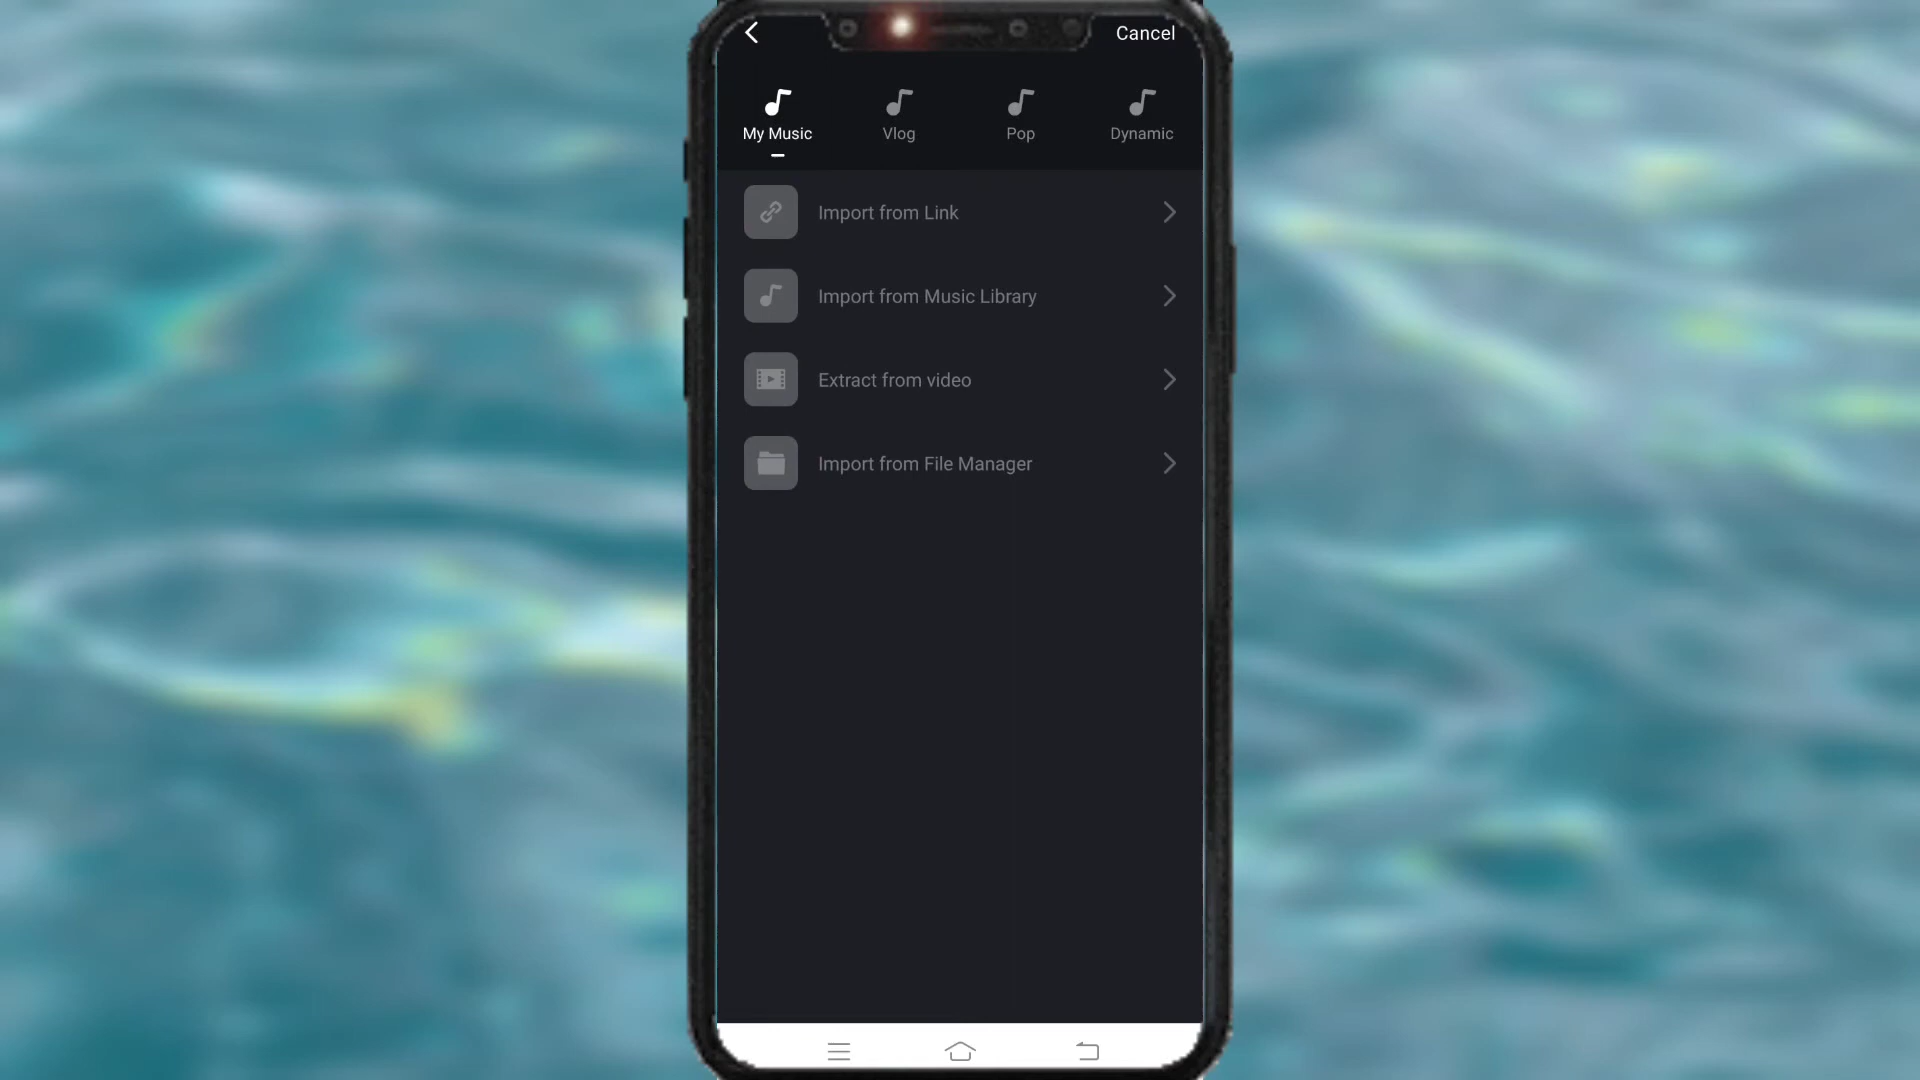 Cancel
My Music
Vlog
Pop
Dynamic
Import from Link
Import from Music Library
Extract from video
Import from File Manager